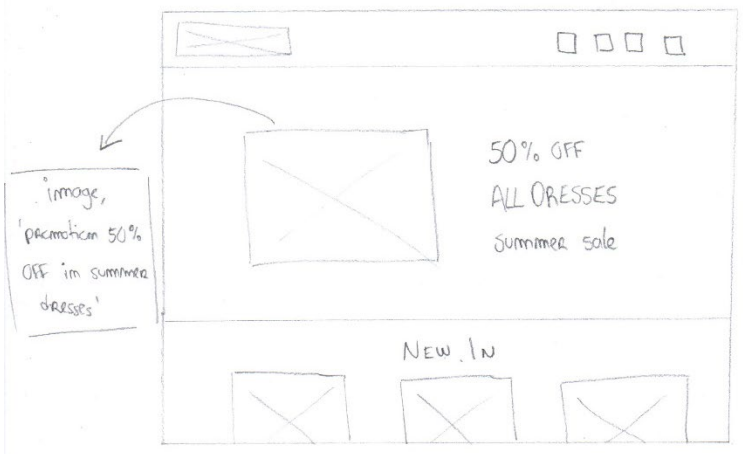 50% OFF
ALL DRESSES
summer sale
image,
'promotion 50%
OFF in summer
dresses'
NEW IN